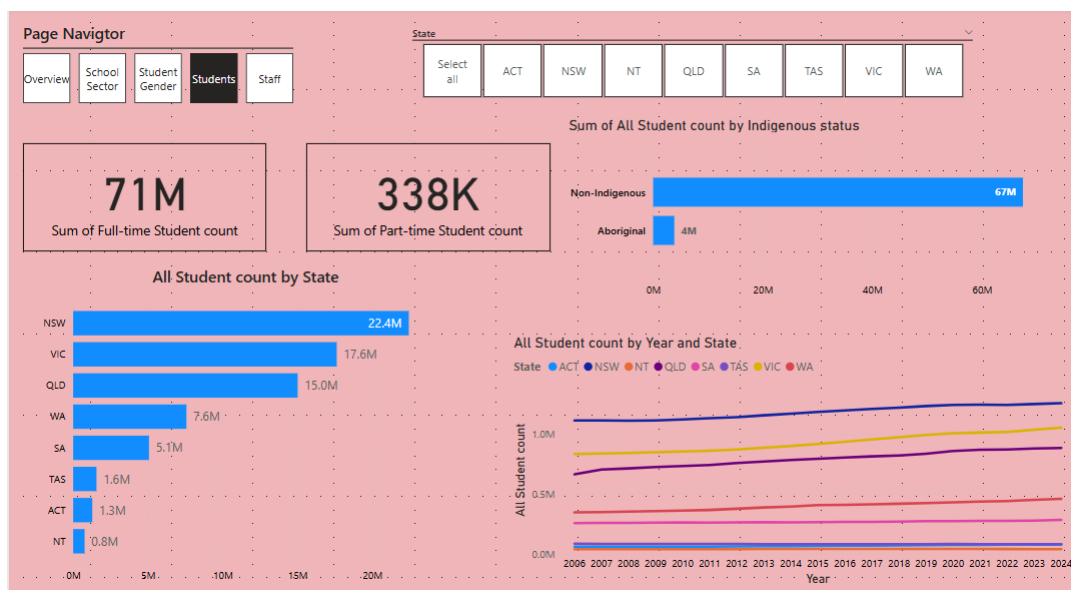 Page Navigtor
Overview
School Sector
Student Gender
Students
Staff
State
Select all
ACT
NSW
NT
QLD
SA
TAS
VIC
WA
71M
Sum of Full-time Student count
338K
Sum of Part-time Student count
Sum of All Student count by Indigenous status
Non-Indigenous
67M
Aboriginal
4M
0M 20M 40M 60M
All Student count by State
NSW 22.4M
VIC 17.6M
QLD 15.0M
WA 7.6M
SA 5.1M
TAS 1.6M
ACT 1.3M
NT 0.8M
0M 5M 10M 15M 20M
All Student count by Year and State
State ACT NSW NT QLD SA TAS VIC WA
All Student count
1.0M
0.5M
0.0M
2006 2007 2008 2009 2010 2011 2012 2013 2014 2015 2016 2017 2018 2019 2020 2021 2022 2023 2024
Year